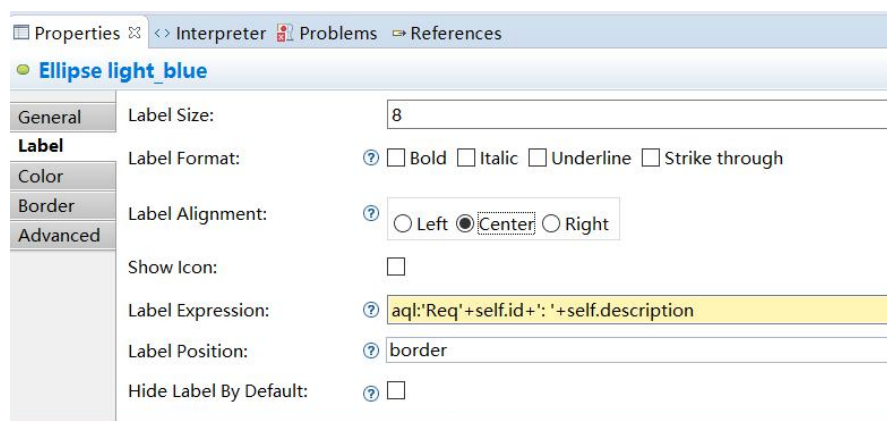 Properties Interpreter Problems References
Ellipse light_blue
General
Label
Color
Border
Advanced
Label Size: 8
Label Format: Bold Italic Underline Strike through
Label Alignment: Left Center Right
Show Icon:
Label Expression: aql:'Req'+self.id+': '+self.description
Label Position: border
Hide Label By Default: